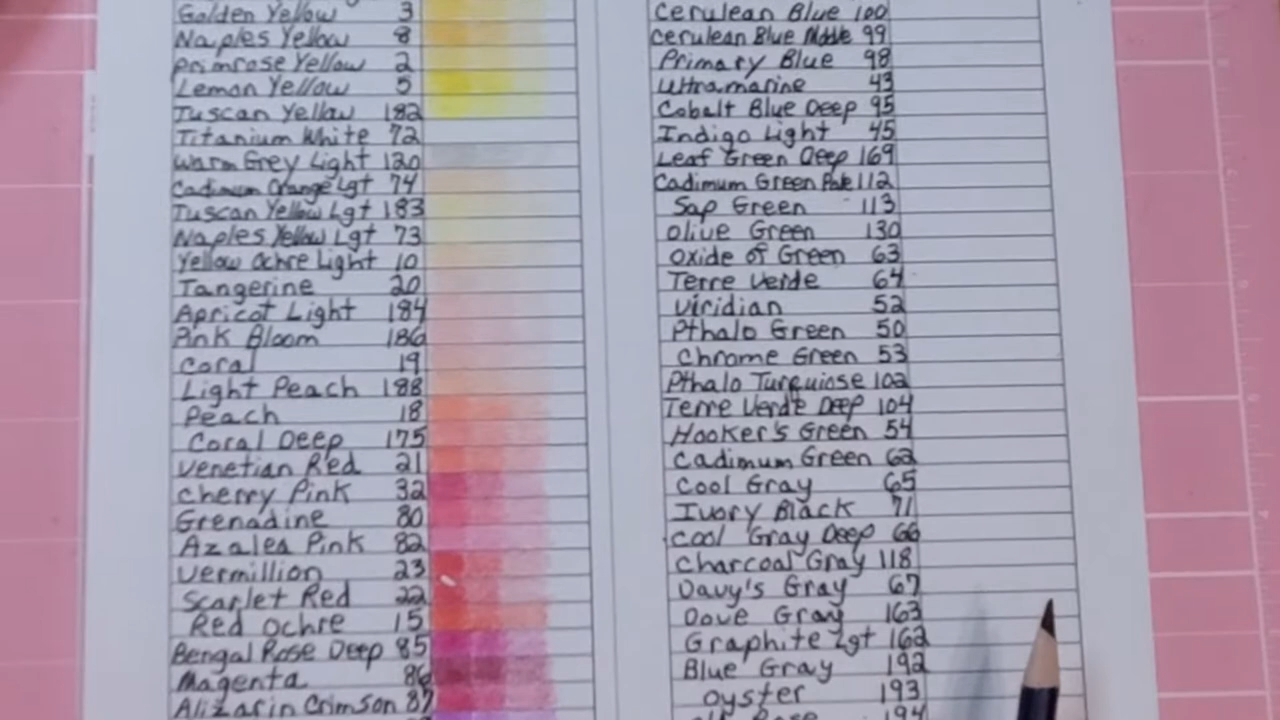 Golden Yellow 3
Naples Yellow 8
Primrose Yellow 2
Lemon Yellow 5
Tuscan Yellow 182
Titanium White 72
Warm Grey Light 120
Cadimum Orange Lgt 74
Tuscan Yellow Lgt 183
Naples Yellow Lgt 73
Yellow Ochre Light 10
Tangerine 20
Apricot Light 184
Pink Bloom 186
Coral 19
Light Peach 188
Peach 18
Coral Deep 175
Venetian Red 21
Cherry Pink 32
Grenadine 80
Azalea Pink 82
Vermillion 23
Scarlet Red 22
Red Ochre 15
Bengal Rose Deep 85
Magenta 86
Alizarin Crimson 87
Cerulean Blue 100
Cerulean Blue Mddle 99
Primary Blue 98
Ultramarine 43
Cobalt Blue Deep 95
Indigo Light 45
Leaf Green Deep 169
Cadimum Green Pale 112
Sap Green 113
Olive Green 130
Oxide of Green 63
Terre Verde 64
Viridian 52
Pthalo Green 50
Chrome Green 53
Pthalo Turquiose 102
Terre Verde Deep 104
Hooker's Green 54
Cadimum Green 62
Cool Gray 65
Ivory Black 71
Cool Gray Deep 66
Charcoal Gray 118
Davy's Gray 67
Dove Gray 163
Graphite Lgt 162
Blue Gray 192
Oyster 193
Rose 194